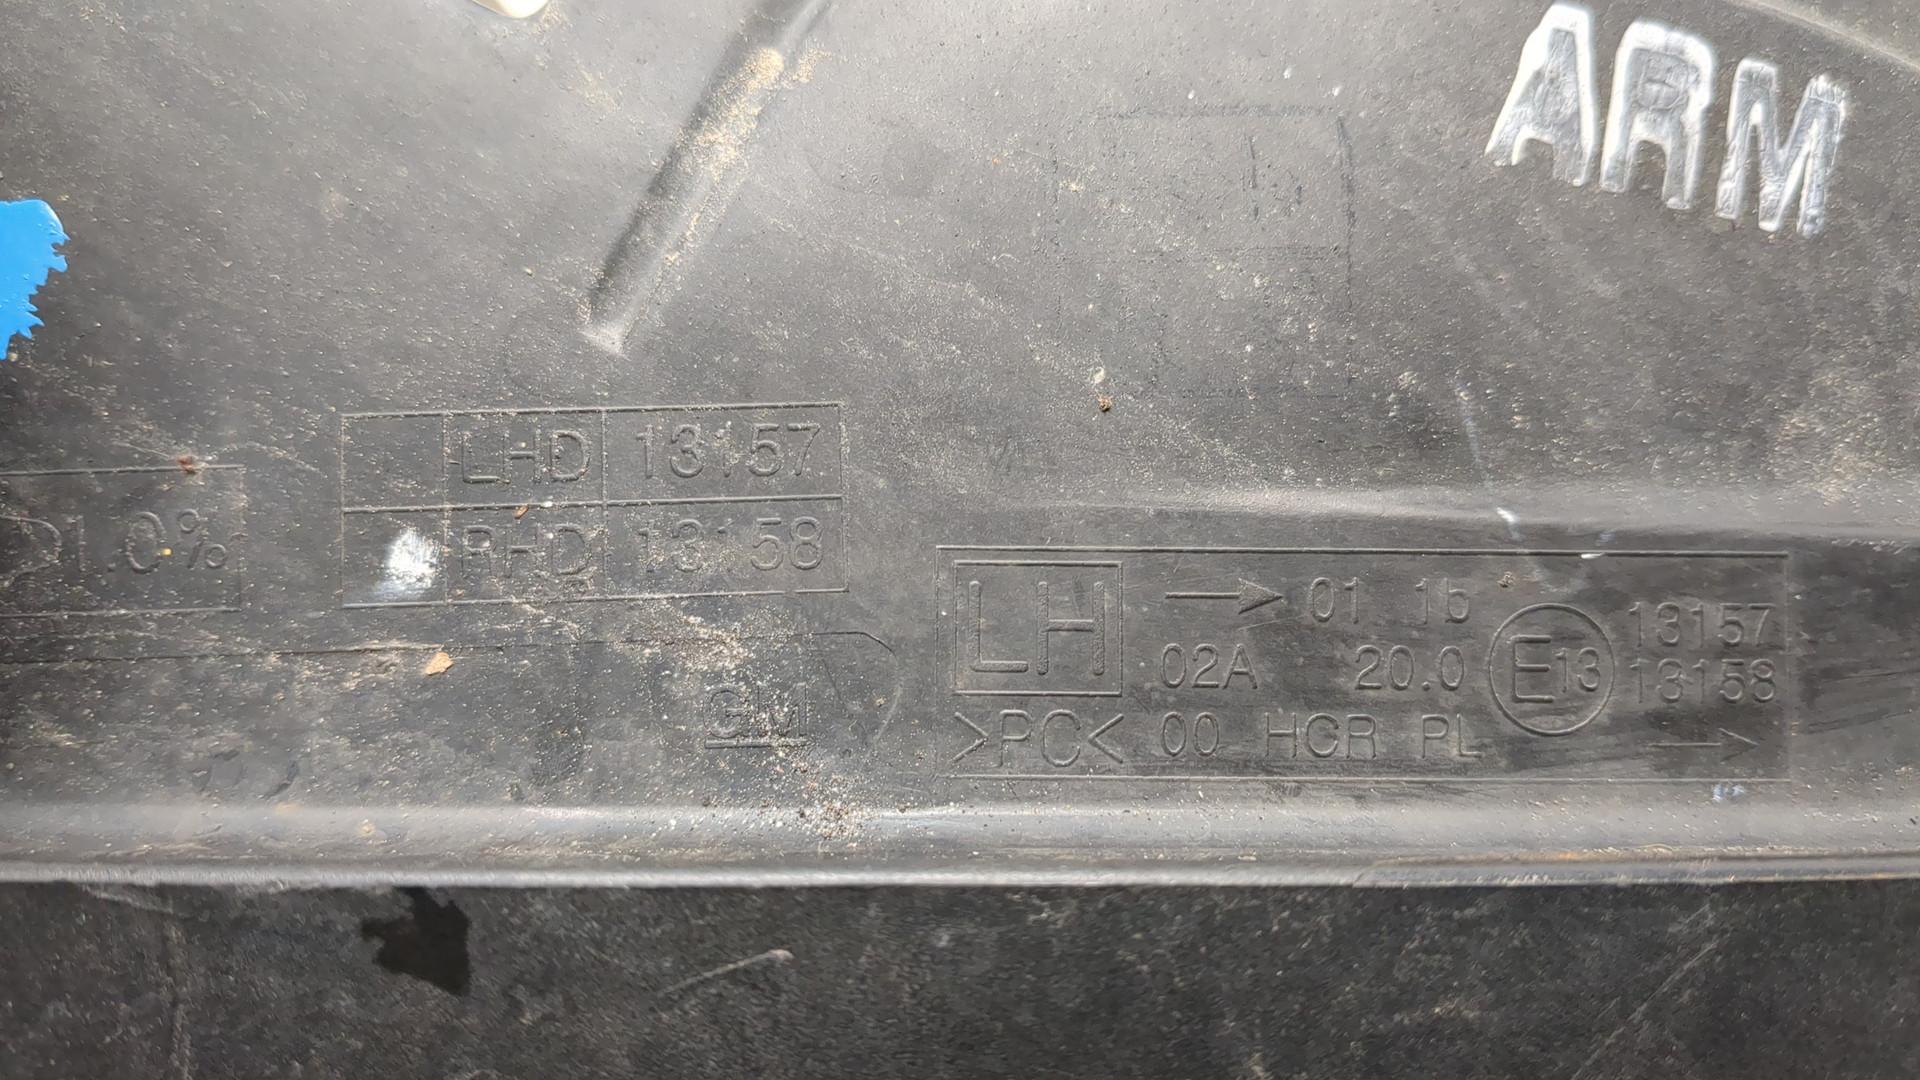 ARM
LHD 13157
RHD 13158
1.0%
LH → 01 1b
02A 20.0 E13 13157
13158
>PC< 00 HCR PL →
GM